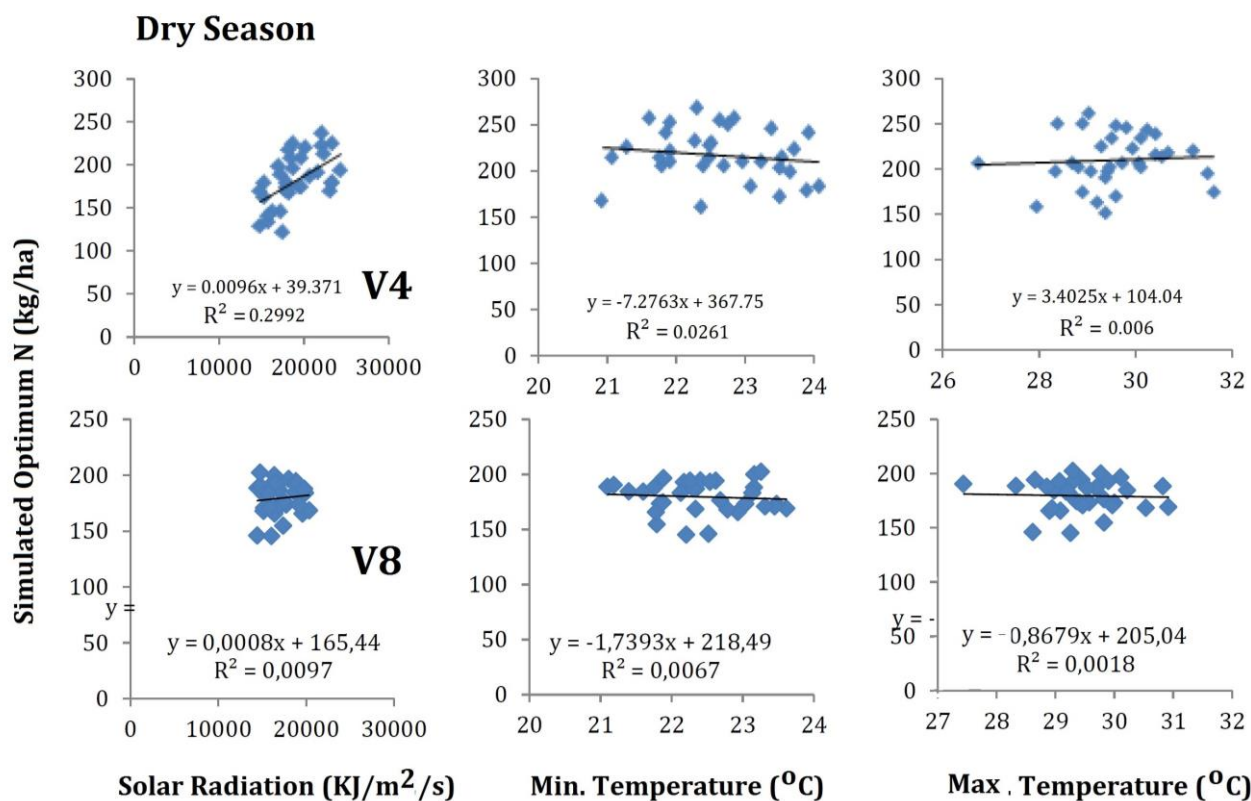 Dry Season
Simulated Optimum N (kg/ha)
300
250
200
150
100
50
0
0 10000 20000 30000
y = 0.0096x + 39.371
R² = 0.2992
V4
300
250
200
150
100
50
0
20 21 22 23 24
y = -7.2763x + 367.75
R² = 0.0261
300
250
200
150
100
50
0
26 28 30 32
y = 3.4025x + 104.04
R² = 0.006
250
200
150
100
50
0
0 10000 20000 30000
V8
y =
y = 0,0008x + 165,44
R² = 0,0097
250
200
150
100
50
0
20 21 22 23 24
y = -1,7393x + 218,49
R² = 0,0067
250
200
150
100
50
0
27 28 29 30 31 32
y = -
y = -0,8679x + 205,04
R² = 0,0018
Solar Radiation (KJ/m²/s)
Min. Temperature (⁰C)
Max . Temperature (⁰C)